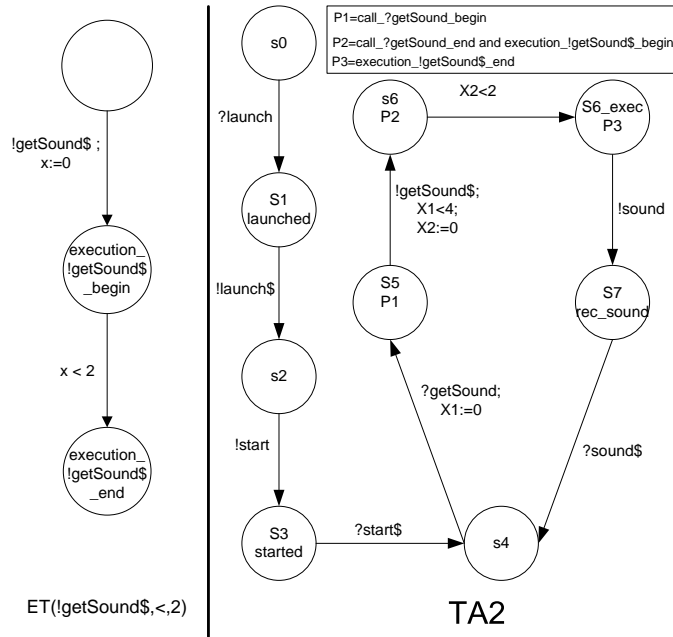 !getSound$ ;
x:=0
execution_
!getSound$
_begin
x < 2
execution_
!getSound$
_end
ET(!getSound$,<,2)
P1=call_?getSound_begin
P2=call_?getSound_end and execution_!getSound$_begin
P3=execution_!getSound$_end
s0
?launch
S1
launched
!launch$
s2
!start
S3
started
?start$
s4
?getSound;
X1:=0
S5
P1
!getSound$;
X1<4;
X2:=0
s6
P2
X2<2
S6_exec
P3
!sound
S7
rec_sound
?sound$
TA2